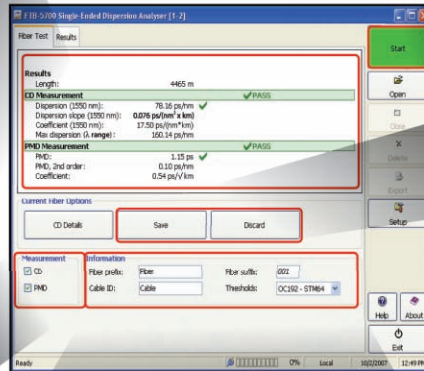 FTB-5700 Single-Ended Dispersion Analyser [1-2]
Fiber Test Results
Results
Length: 4465 m
CD Measurement ✓PASS
Dispersion (1550 nm): 78.16 ps/nm ✓
Dispersion slope (1550 nm): 0.076 ps/(nm² x km)
Coefficient (1550 nm): 17.50 ps/(nm*km)
Max dispersion (λ range): 160.14 ps/nm
PMD Measurement ✓PASS
PMD: 1.15 ps ✓
PMD, 2nd order: 0.10 ps/nm
Coefficient: 0.54 ps/√km
Current Fiber Options
CD Details Save Discard
Measurement
CD
PMD
Information
Fiber prefix: Fiber Fiber suffix: 001
Cable ID: Cable Thresholds: OC192 - STM64
Start
Open
Close
Delete
Export
Setup
Help About
Exit
Ready 0% Local 10/2/2007 12:49 PM